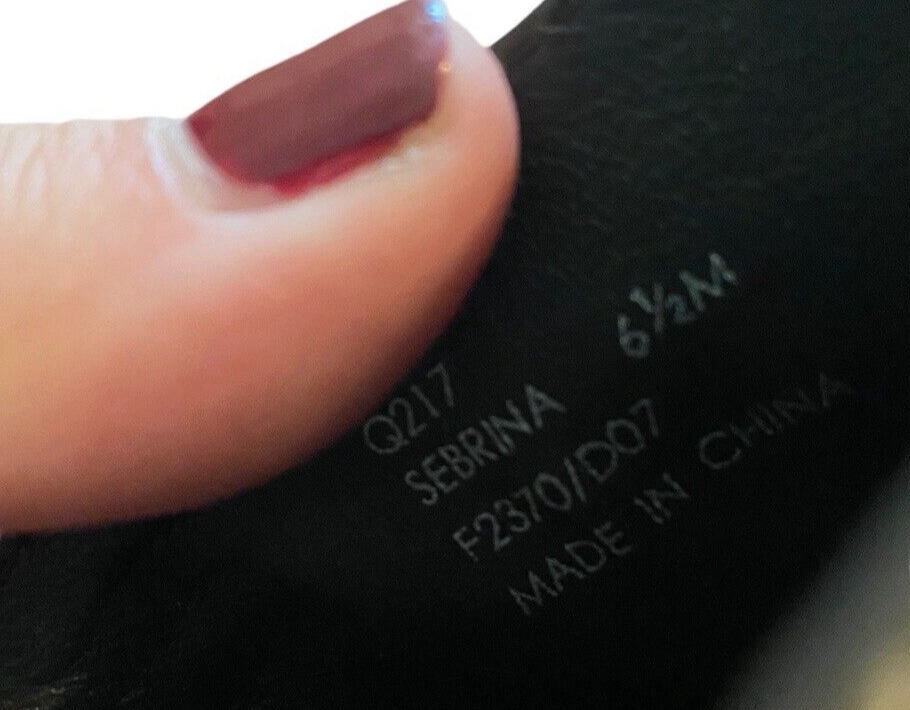 Q217
SEBRINA 6½M
F2370/D07
MADE IN CHINA